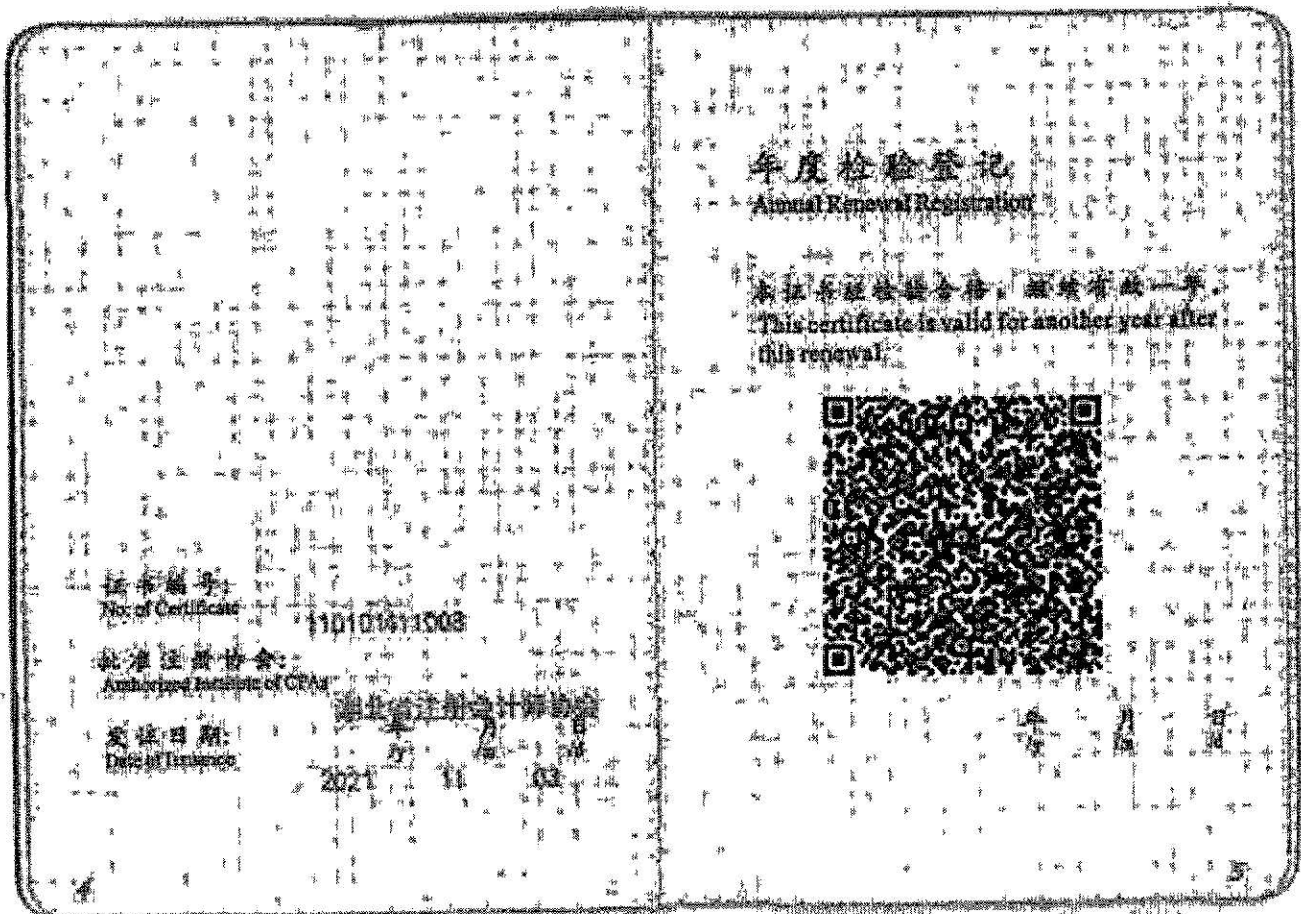 证书编号:
No. of Certificate
110101411008
批准注册协会:
Authorized Institute of CPAs
湖北省注册会计师协会
发证日期:
Date of Issuance
年 月 日
/y /m /d
2021 11 03
4
年度检验登记
Annual Renewal Registration
本证书经检验合格,继续有效一年。
This certificate is valid for another year after
this renewal.
年 月 日
/y /m /d
5